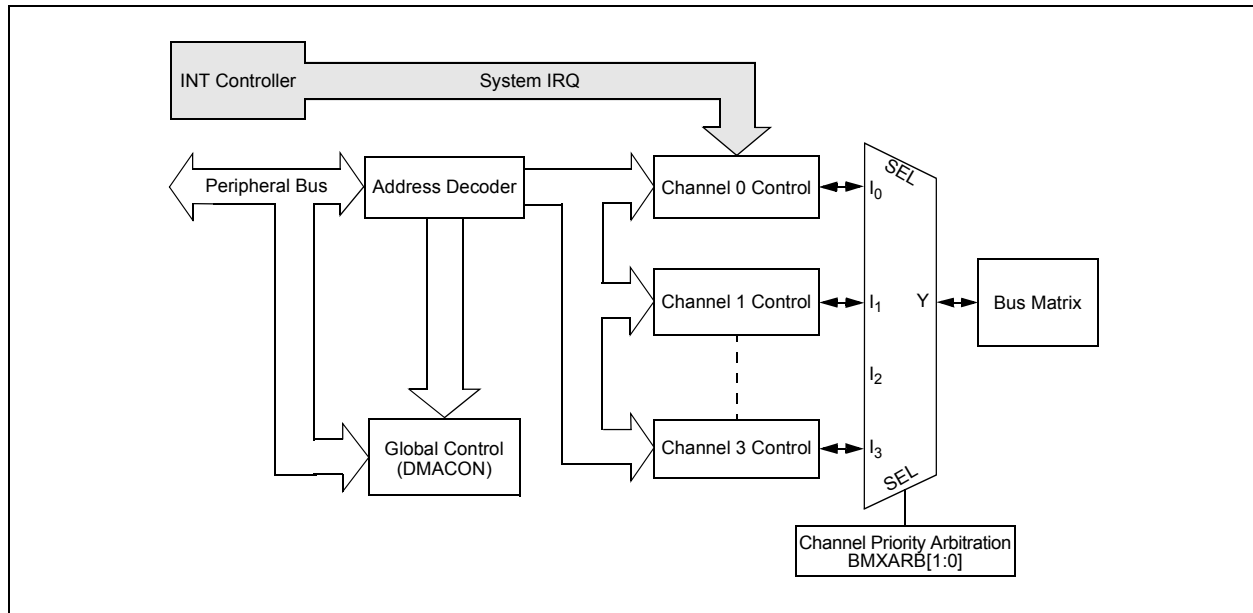 INT Controller
System IRQ
SEL
Peripheral Bus
Address Decoder
Channel 0 Control
I0
Channel 1 Control
I1
Y
Bus Matrix
I2
Global Control
(DMACON)
Channel 3 Control
I3
SEL
Channel Priority Arbitration
BMXARB[1:0]